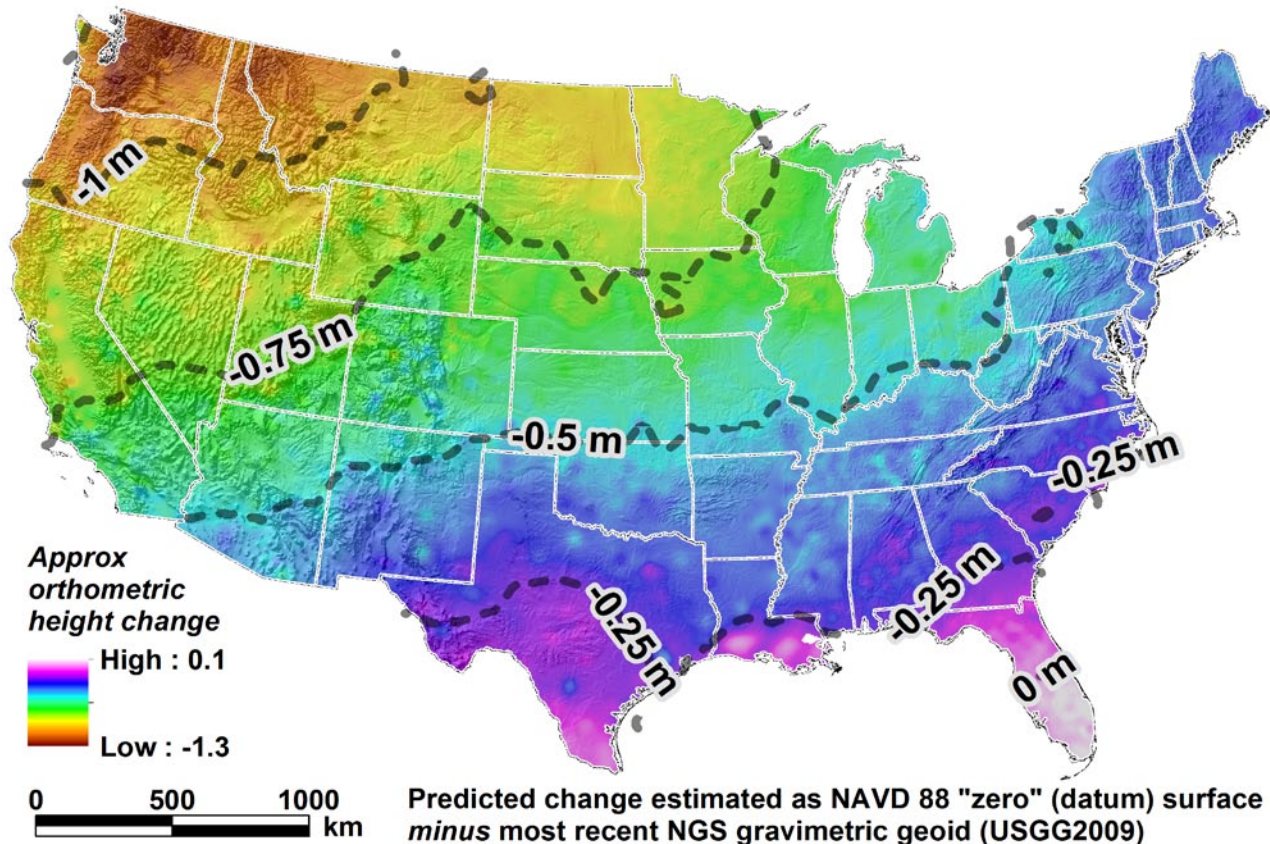 -1 m
-0.75 m
-0.5 m
-0.25 m
-0.25 m
-0.25 m
0 m
Approx
orthometric
height change
High : 0.1
Low : -1.3
0 500 1000
km
Predicted change estimated as NAVD 88 "zero" (datum) surface
minus most recent NGS gravimetric geoid (USGG2009)